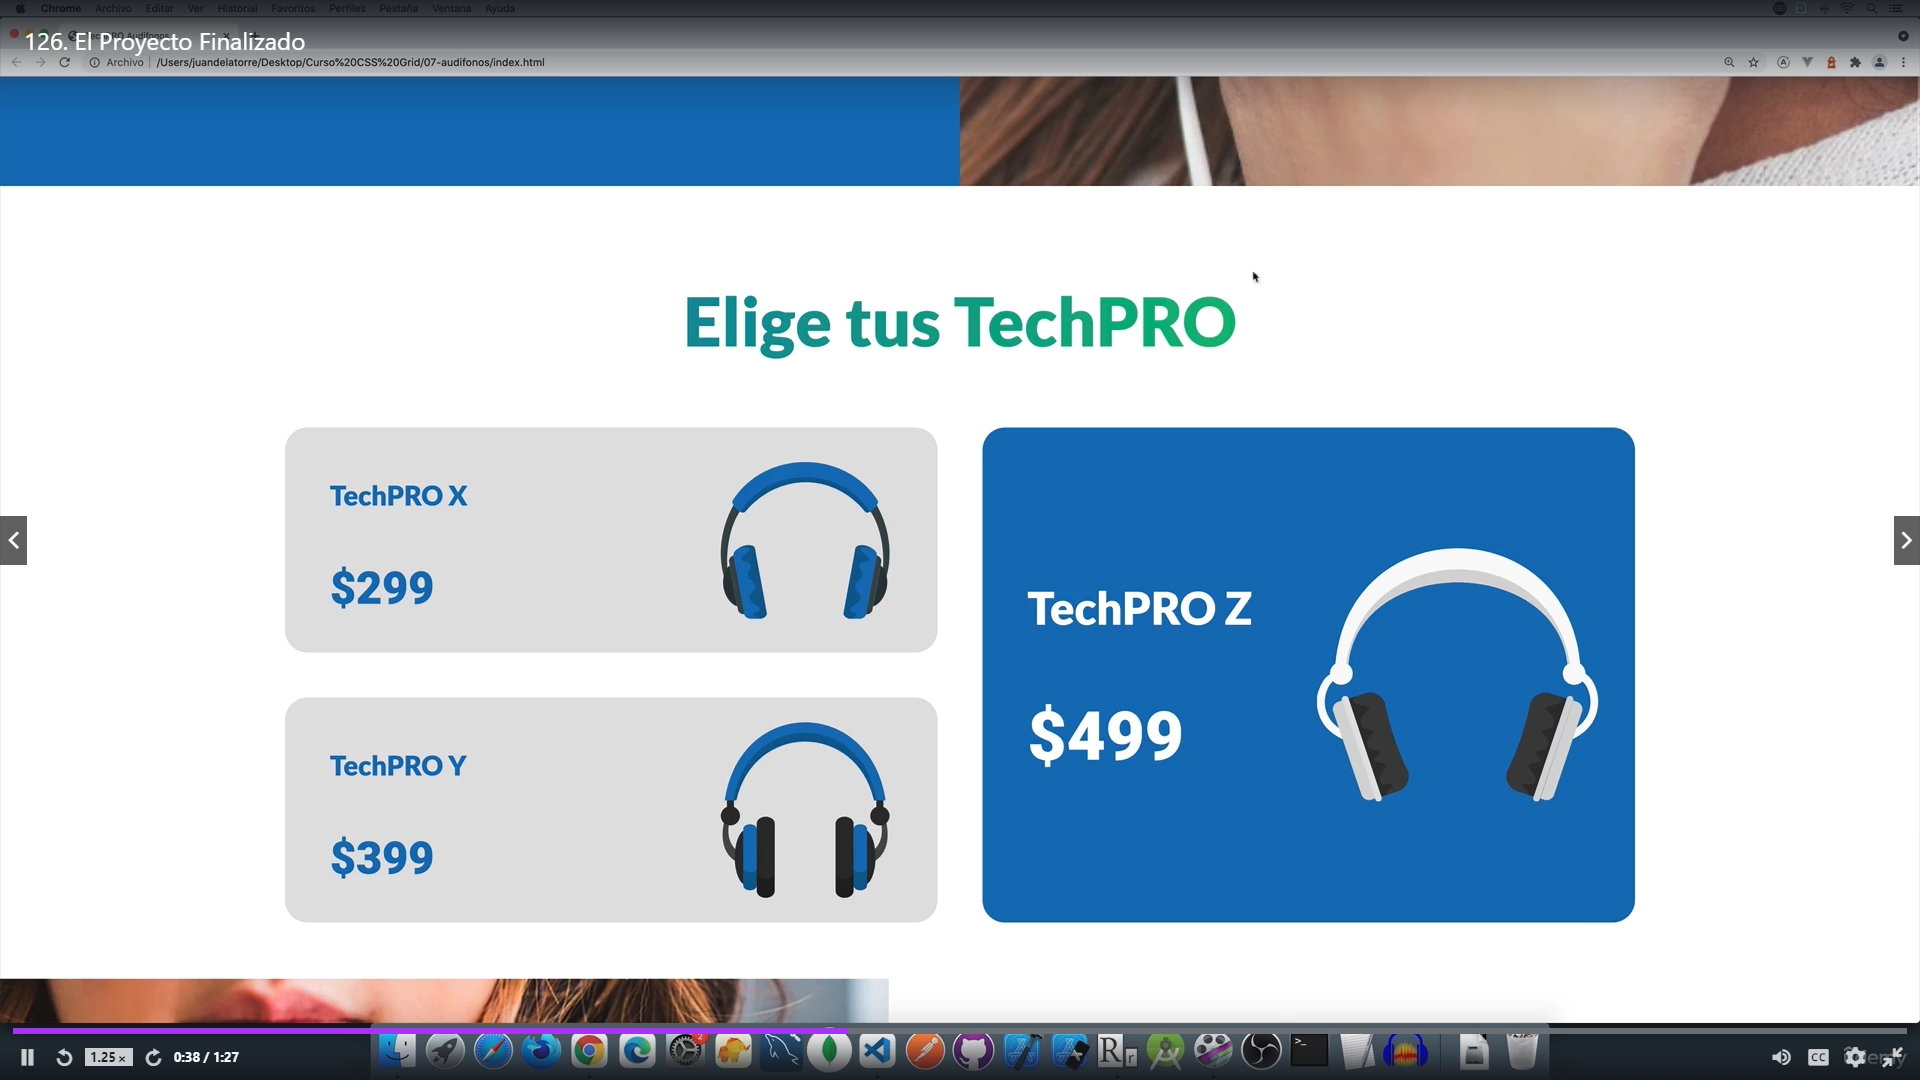 Chrome Archivo Editar Ver Historial Favoritos Perfiles Pestaña Ventana Ayuda
126. El Proyecto Finalizado
Archivo /Users/juandelatorre/Desktop/Curso%20CSS%20Grid/07-audifonos/index.html
Elige tus TechPRO
TechPRO X
$299
TechPRO Y
$399
TechPRO Z
$499
1.25×
0:38 / 1:27
CC